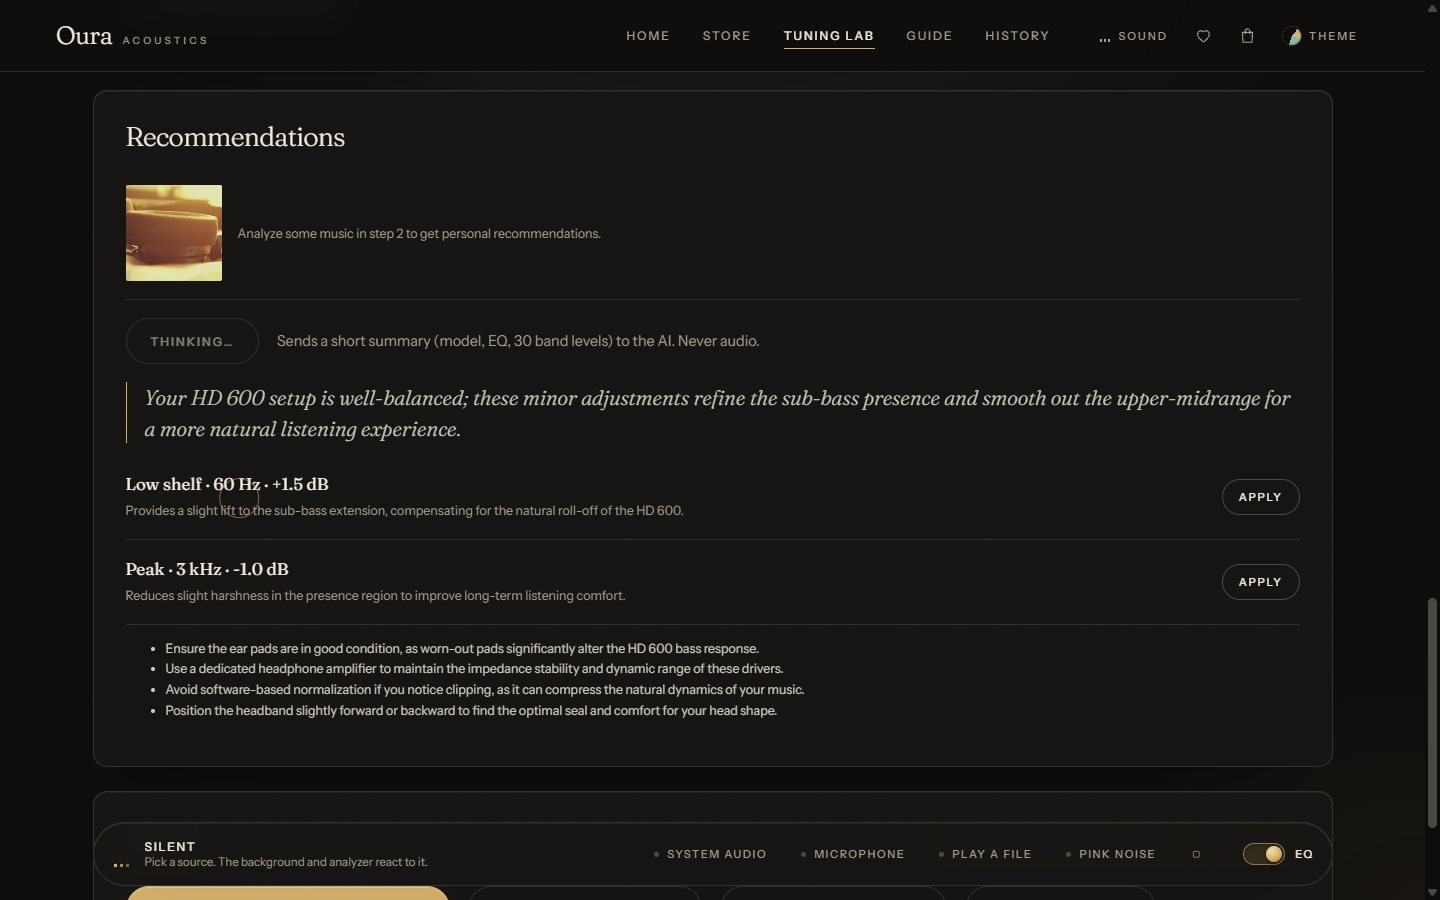 Oura ACOUSTICS
HOME STORE TUNING LAB GUIDE HISTORY SOUND THEME
Recommendations
Analyze some music in step 2 to get personal recommendations.
THINKING…
Sends a short summary (model, EQ, 30 band levels) to the AI. Never audio.
Your HD 600 setup is well-balanced; these minor adjustments refine the sub-bass presence and smooth out the upper-midrange for
a more natural listening experience.
Low shelf · 60 Hz · +1.5 dB
Provides a slight lift to the sub-bass extension, compensating for the natural roll-off of the HD 600.
APPLY
Peak · 3 kHz · -1.0 dB
Reduces slight harshness in the presence region to improve long-term listening comfort.
APPLY
• Ensure the ear pads are in good condition, as worn-out pads significantly alter the HD 600 bass response.
• Use a dedicated headphone amplifier to maintain the impedance stability and dynamic range of these drivers.
• Avoid software-based normalization if you notice clipping, as it can compress the natural dynamics of your music.
• Position the headband slightly forward or backward to find the optimal seal and comfort for your head shape.
SILENT
Pick a source. The background and analyzer react to it.
SYSTEM AUDIO MICROPHONE PLAY A FILE PINK NOISE EQ